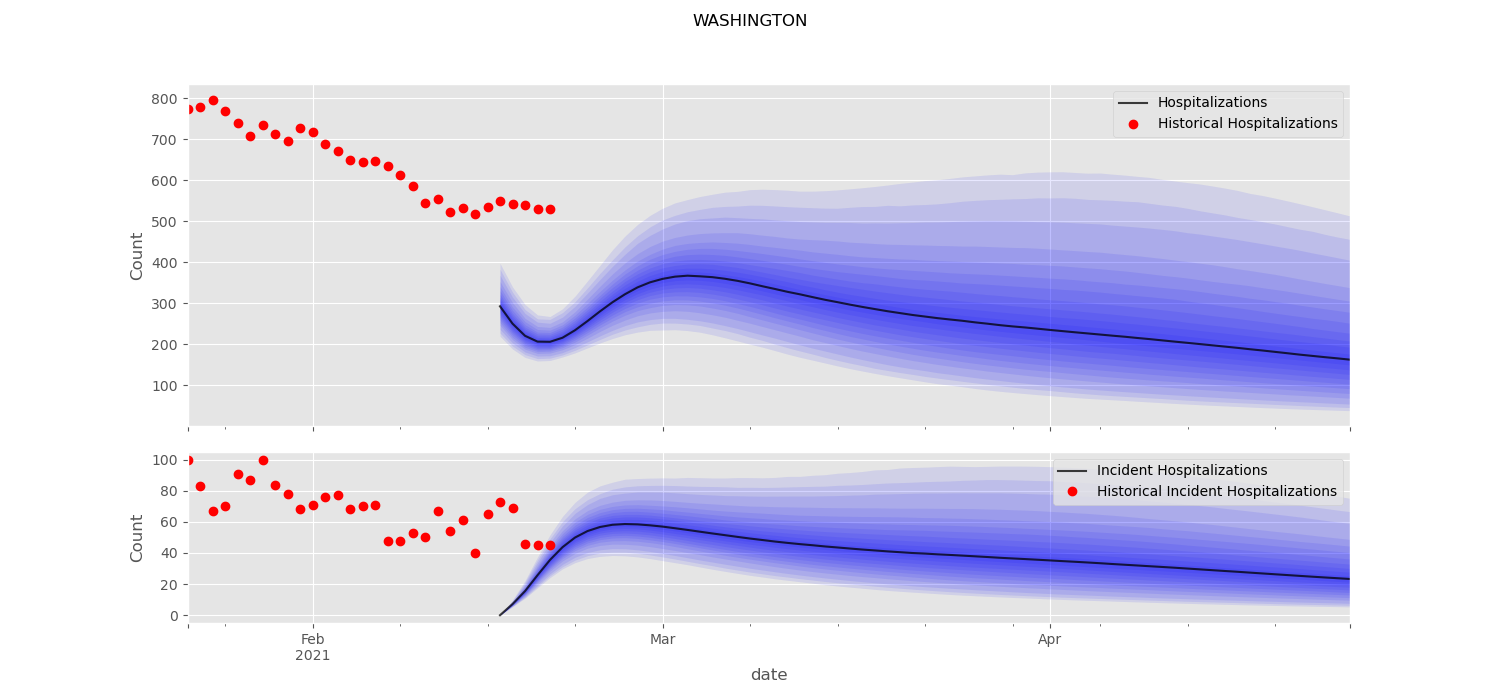 WASHINGTON
800
700
600
500
400
300
200
100
Count
Hospitalizations
Historical Hospitalizations
100
80
60
40
20
0
Count
Incident Hospitalizations
Historical Incident Hospitalizations
Feb
2021
Mar
Apr
date